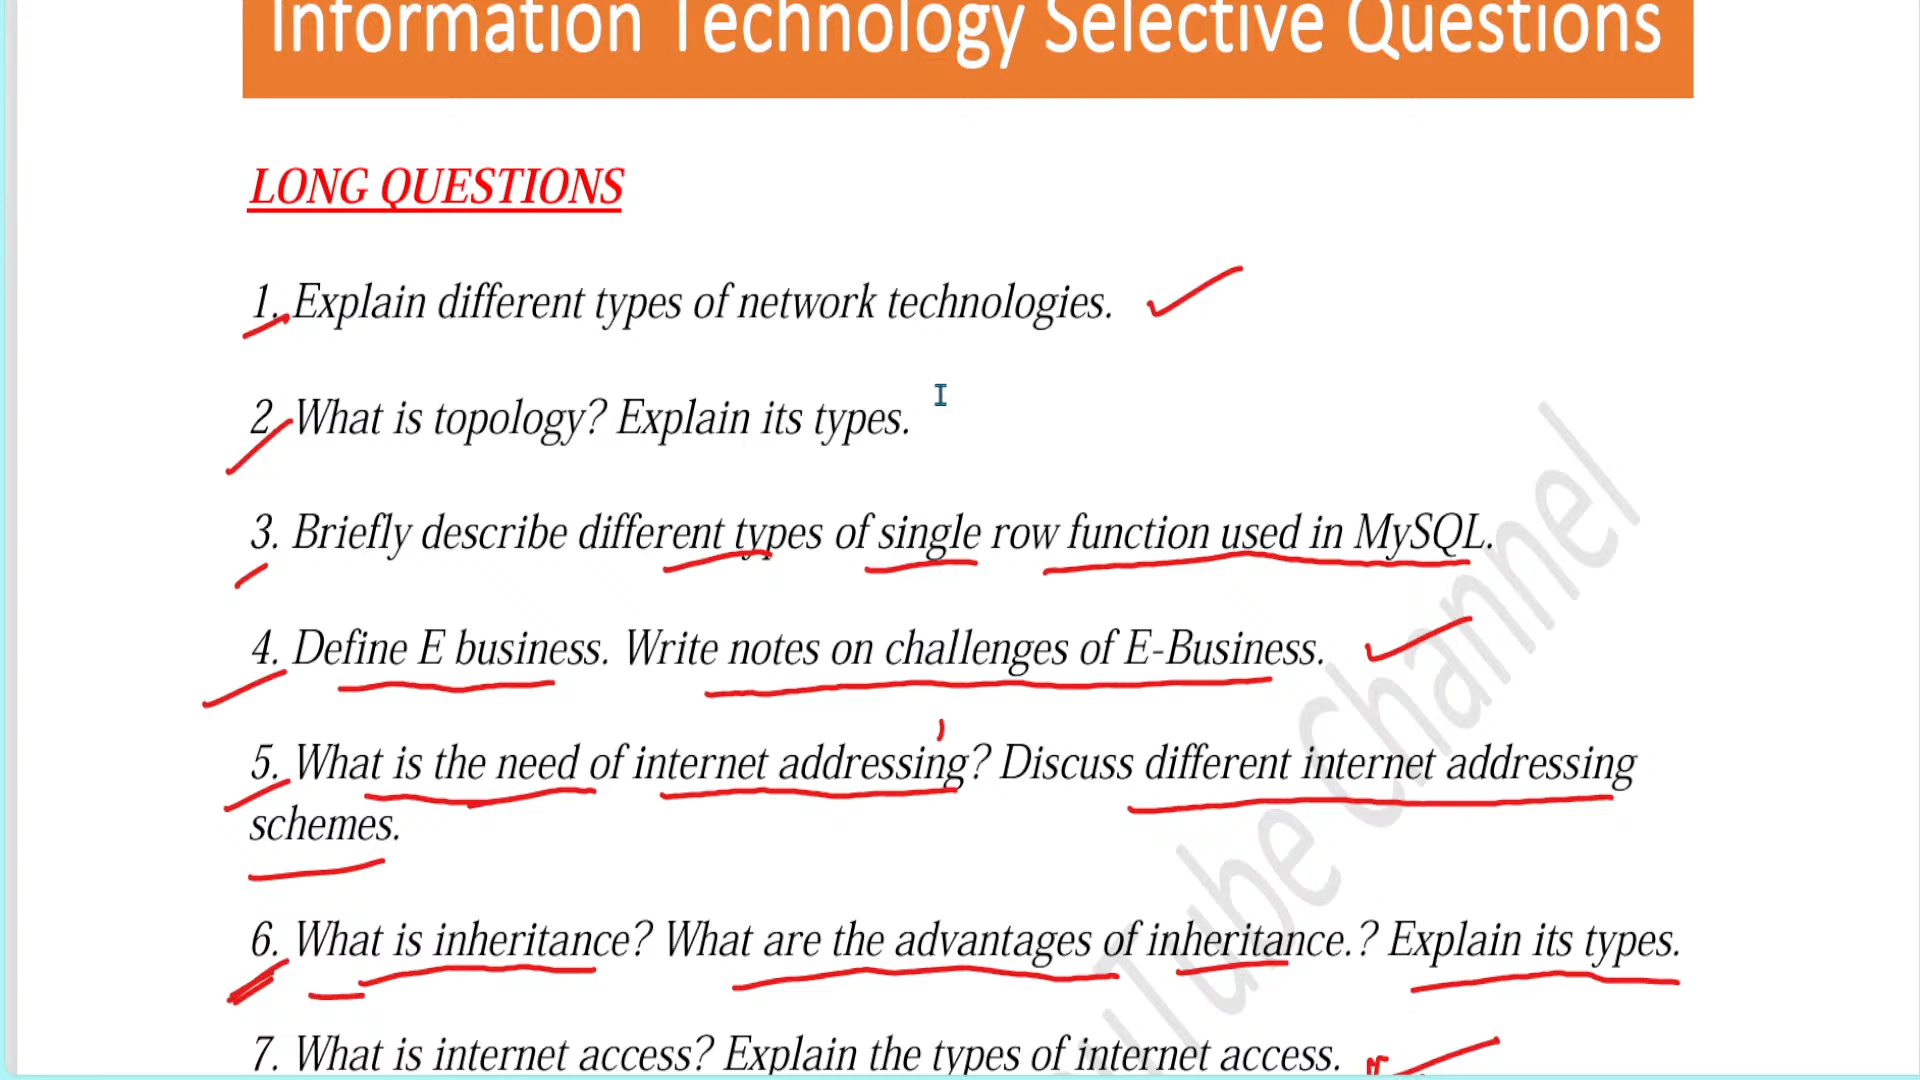 Information Technology Selective Questions
LONG QUESTIONS
1. Explain different types of network technologies.
2. What is topology? Explain its types.
3. Briefly describe different types of single row function used in MySQL.
4. Define E business. Write notes on challenges of E-Business.
5. What is the need of internet addressing? Discuss different internet addressing
schemes.
6. What is inheritance? What are the advantages of inheritance.? Explain its types.
7. What is internet access? Explain the types of internet access.
Tube Channel